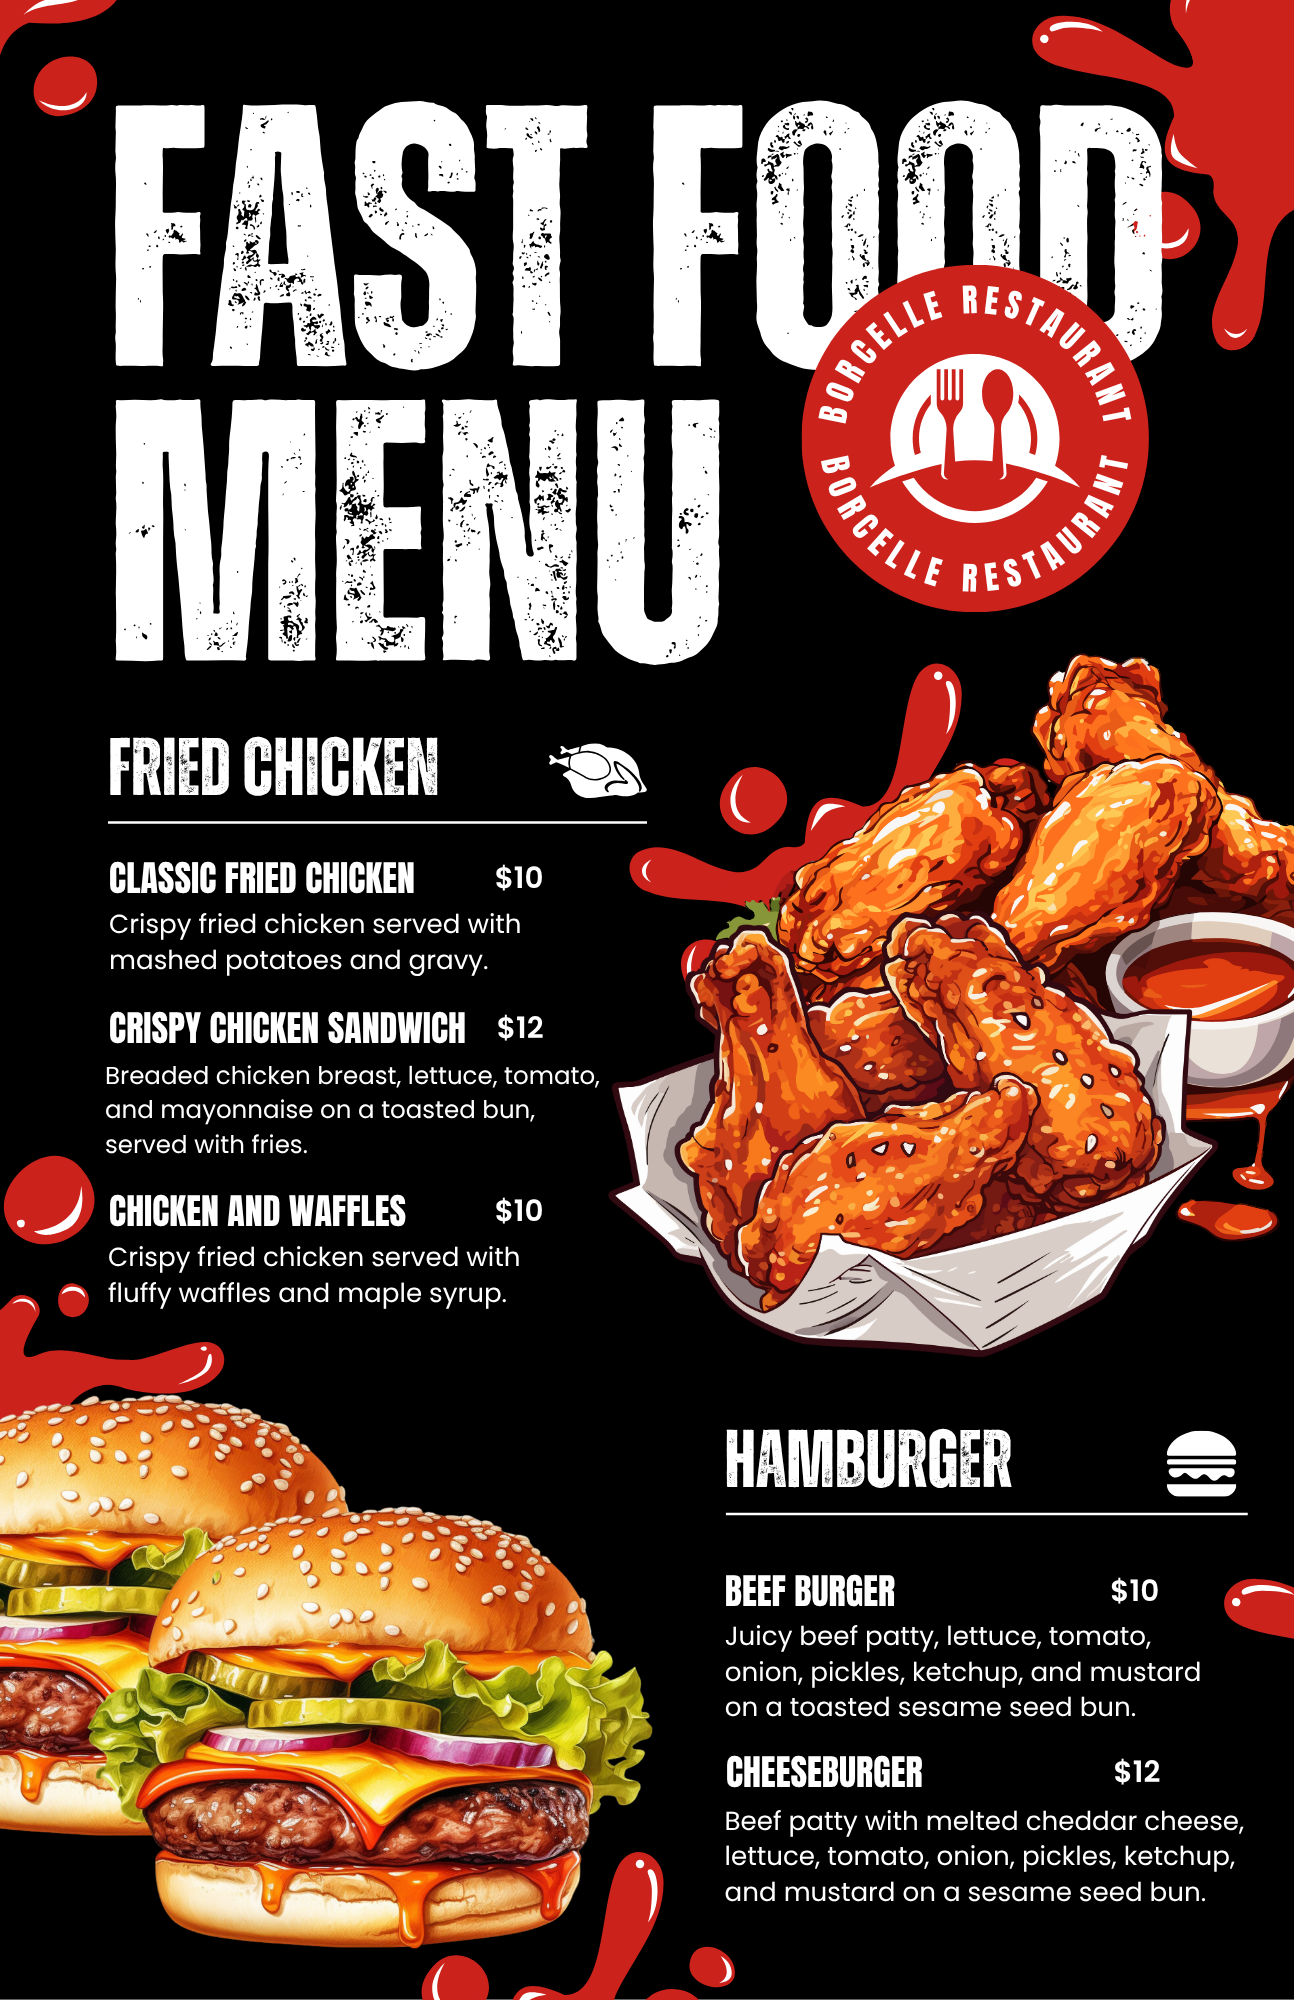 FAST FOOD
MENU
BORCELLE RESTAURANT
BORCELLE RESTAURANT
FRIED CHICKEN
CLASSIC FRIED CHICKEN $10
Crispy fried chicken served with
mashed potatoes and gravy.
CRISPY CHICKEN SANDWICH $12
Breaded chicken breast, lettuce, tomato,
and mayonnaise on a toasted bun,
served with fries.
CHICKEN AND WAFFLES $10
Crispy fried chicken served with
fluffy waffles and maple syrup.
HAMBURGER
BEEF BURGER $10
Juicy beef patty, lettuce, tomato,
onion, pickles, ketchup, and mustard
on a toasted sesame seed bun.
CHEESEBURGER $12
Beef patty with melted cheddar cheese,
lettuce, tomato, onion, pickles, ketchup,
and mustard on a sesame seed bun.